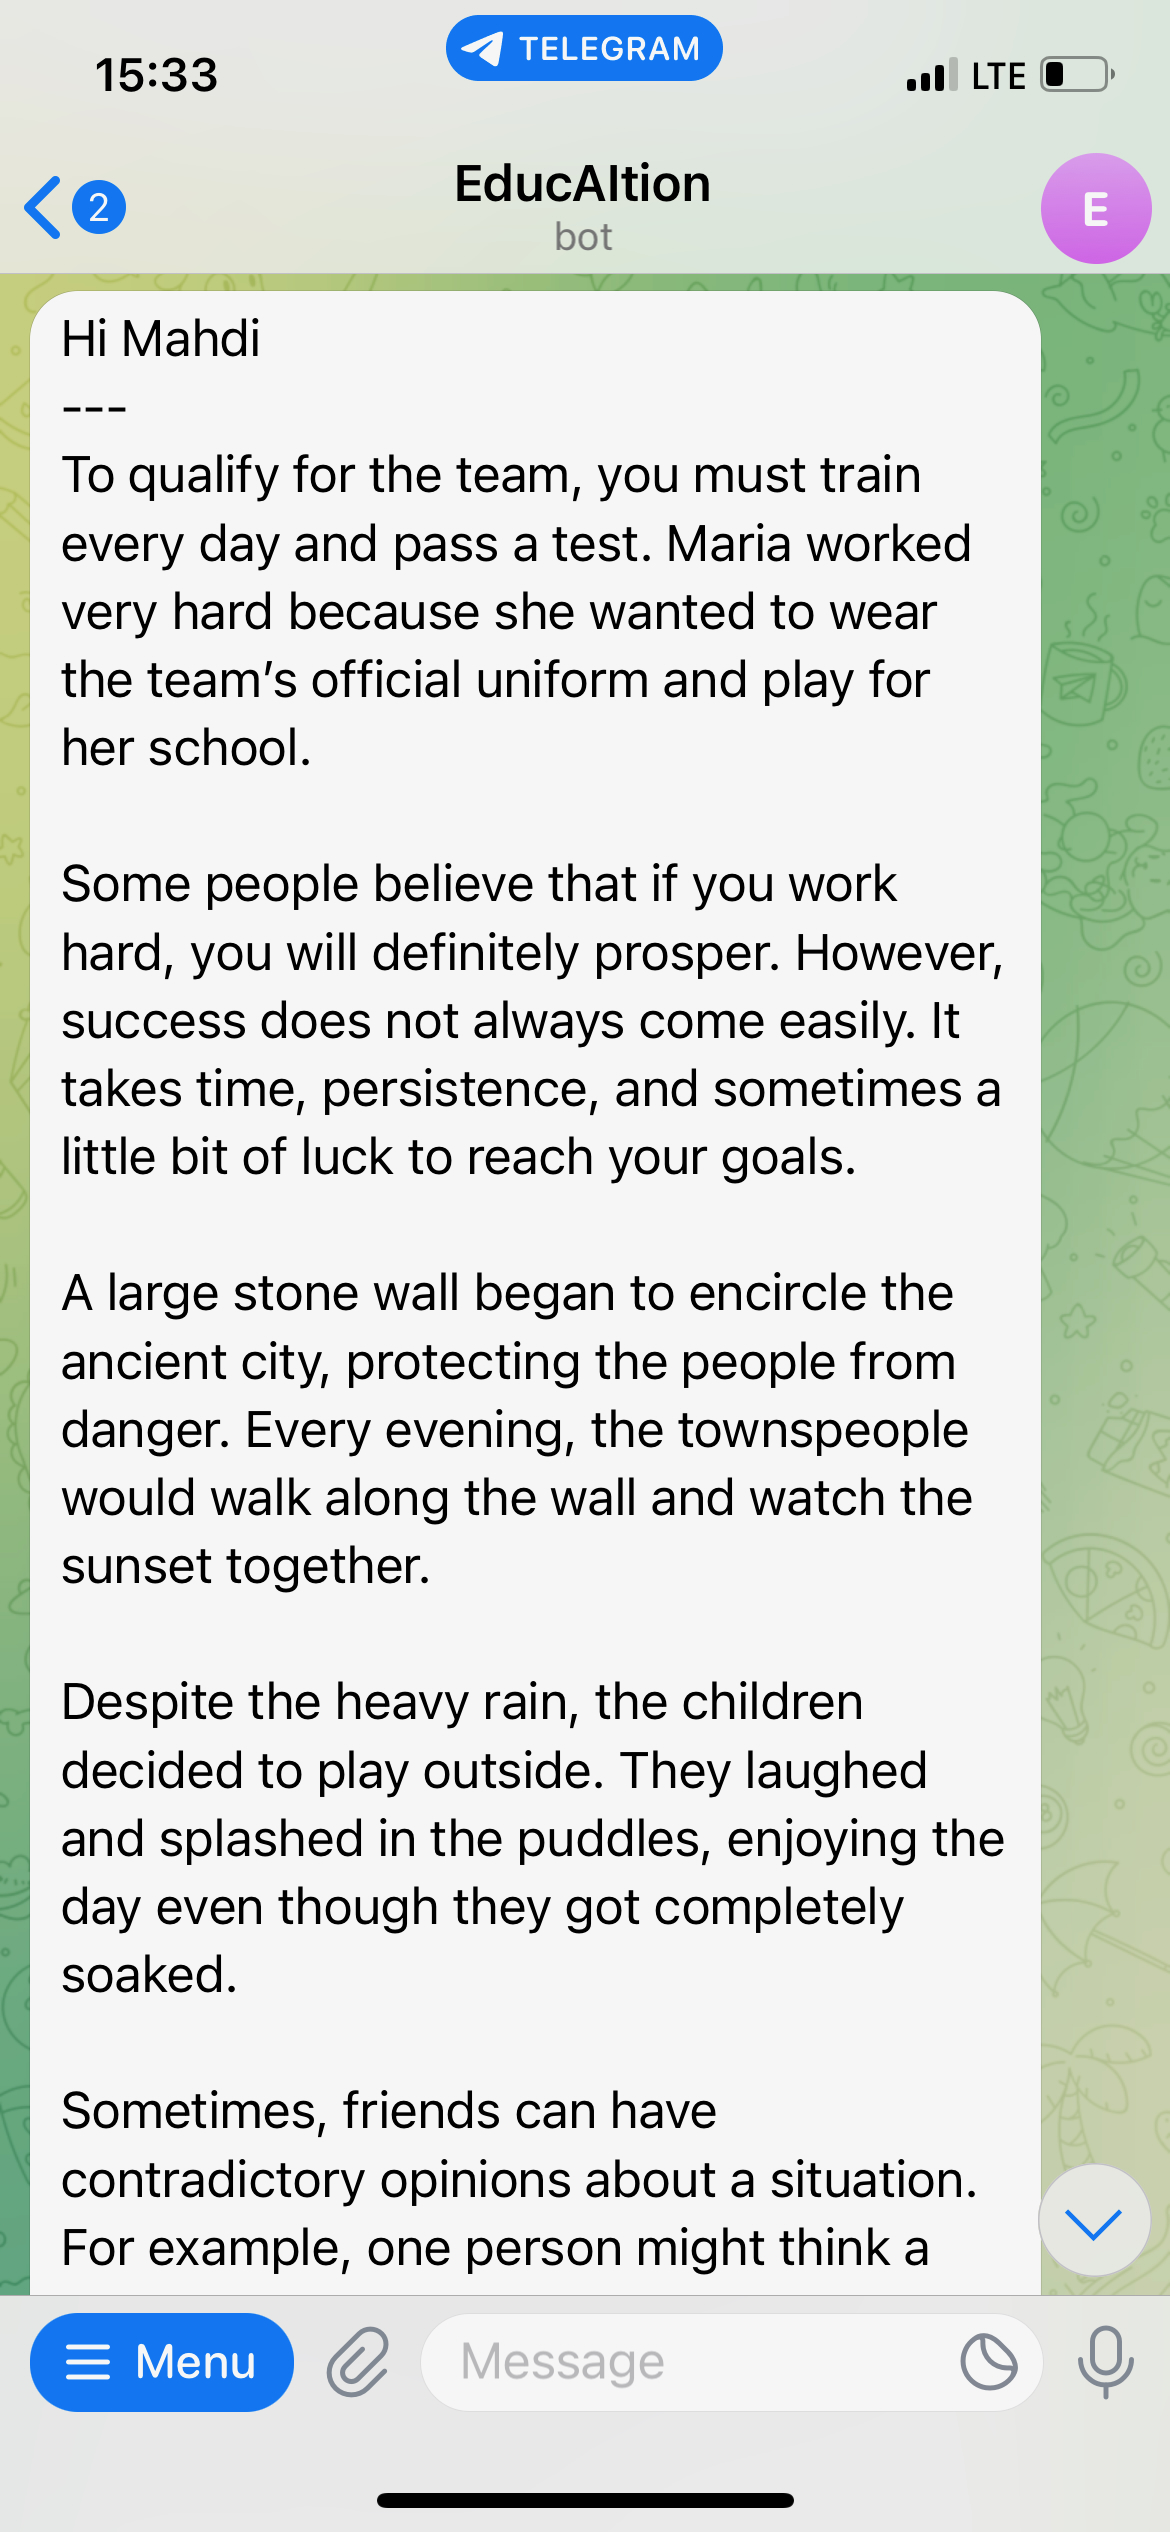 15:33
TELEGRAM
LTE
2
EducAItion
bot
E
Hi Mahdi
---
To qualify for the team, you must train
every day and pass a test. Maria worked
very hard because she wanted to wear
the team’s official uniform and play for
her school.
Some people believe that if you work
hard, you will definitely prosper. However,
success does not always come easily. It
takes time, persistence, and sometimes a
little bit of luck to reach your goals.
A large stone wall began to encircle the
ancient city, protecting the people from
danger. Every evening, the townspeople
would walk along the wall and watch the
sunset together.
Despite the heavy rain, the children
decided to play outside. They laughed
and splashed in the puddles, enjoying the
day even though they got completely
soaked.
Sometimes, friends can have
contradictory opinions about a situation.
For example, one person might think a
Menu
Message